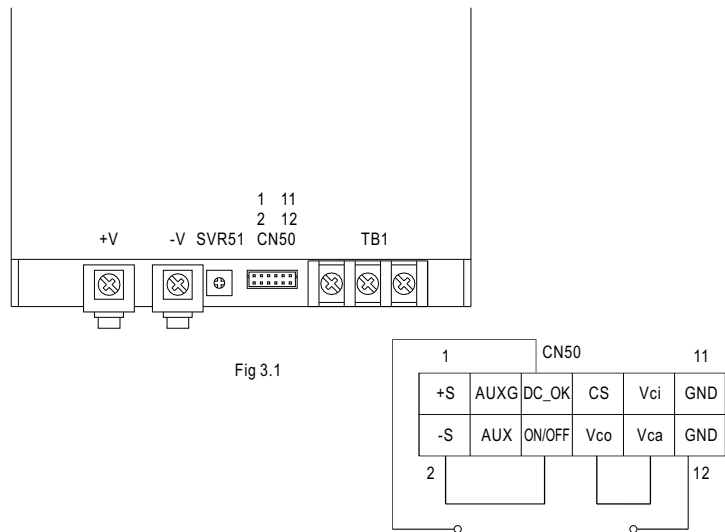 1 11
2 12
+V -V SVR51 CN50 TB1
Fig 3.1
1 CN50 11
+S AUXG DC_OK CS Vci GND
-S AUX ON/OFF Vco Vca GND
2 12